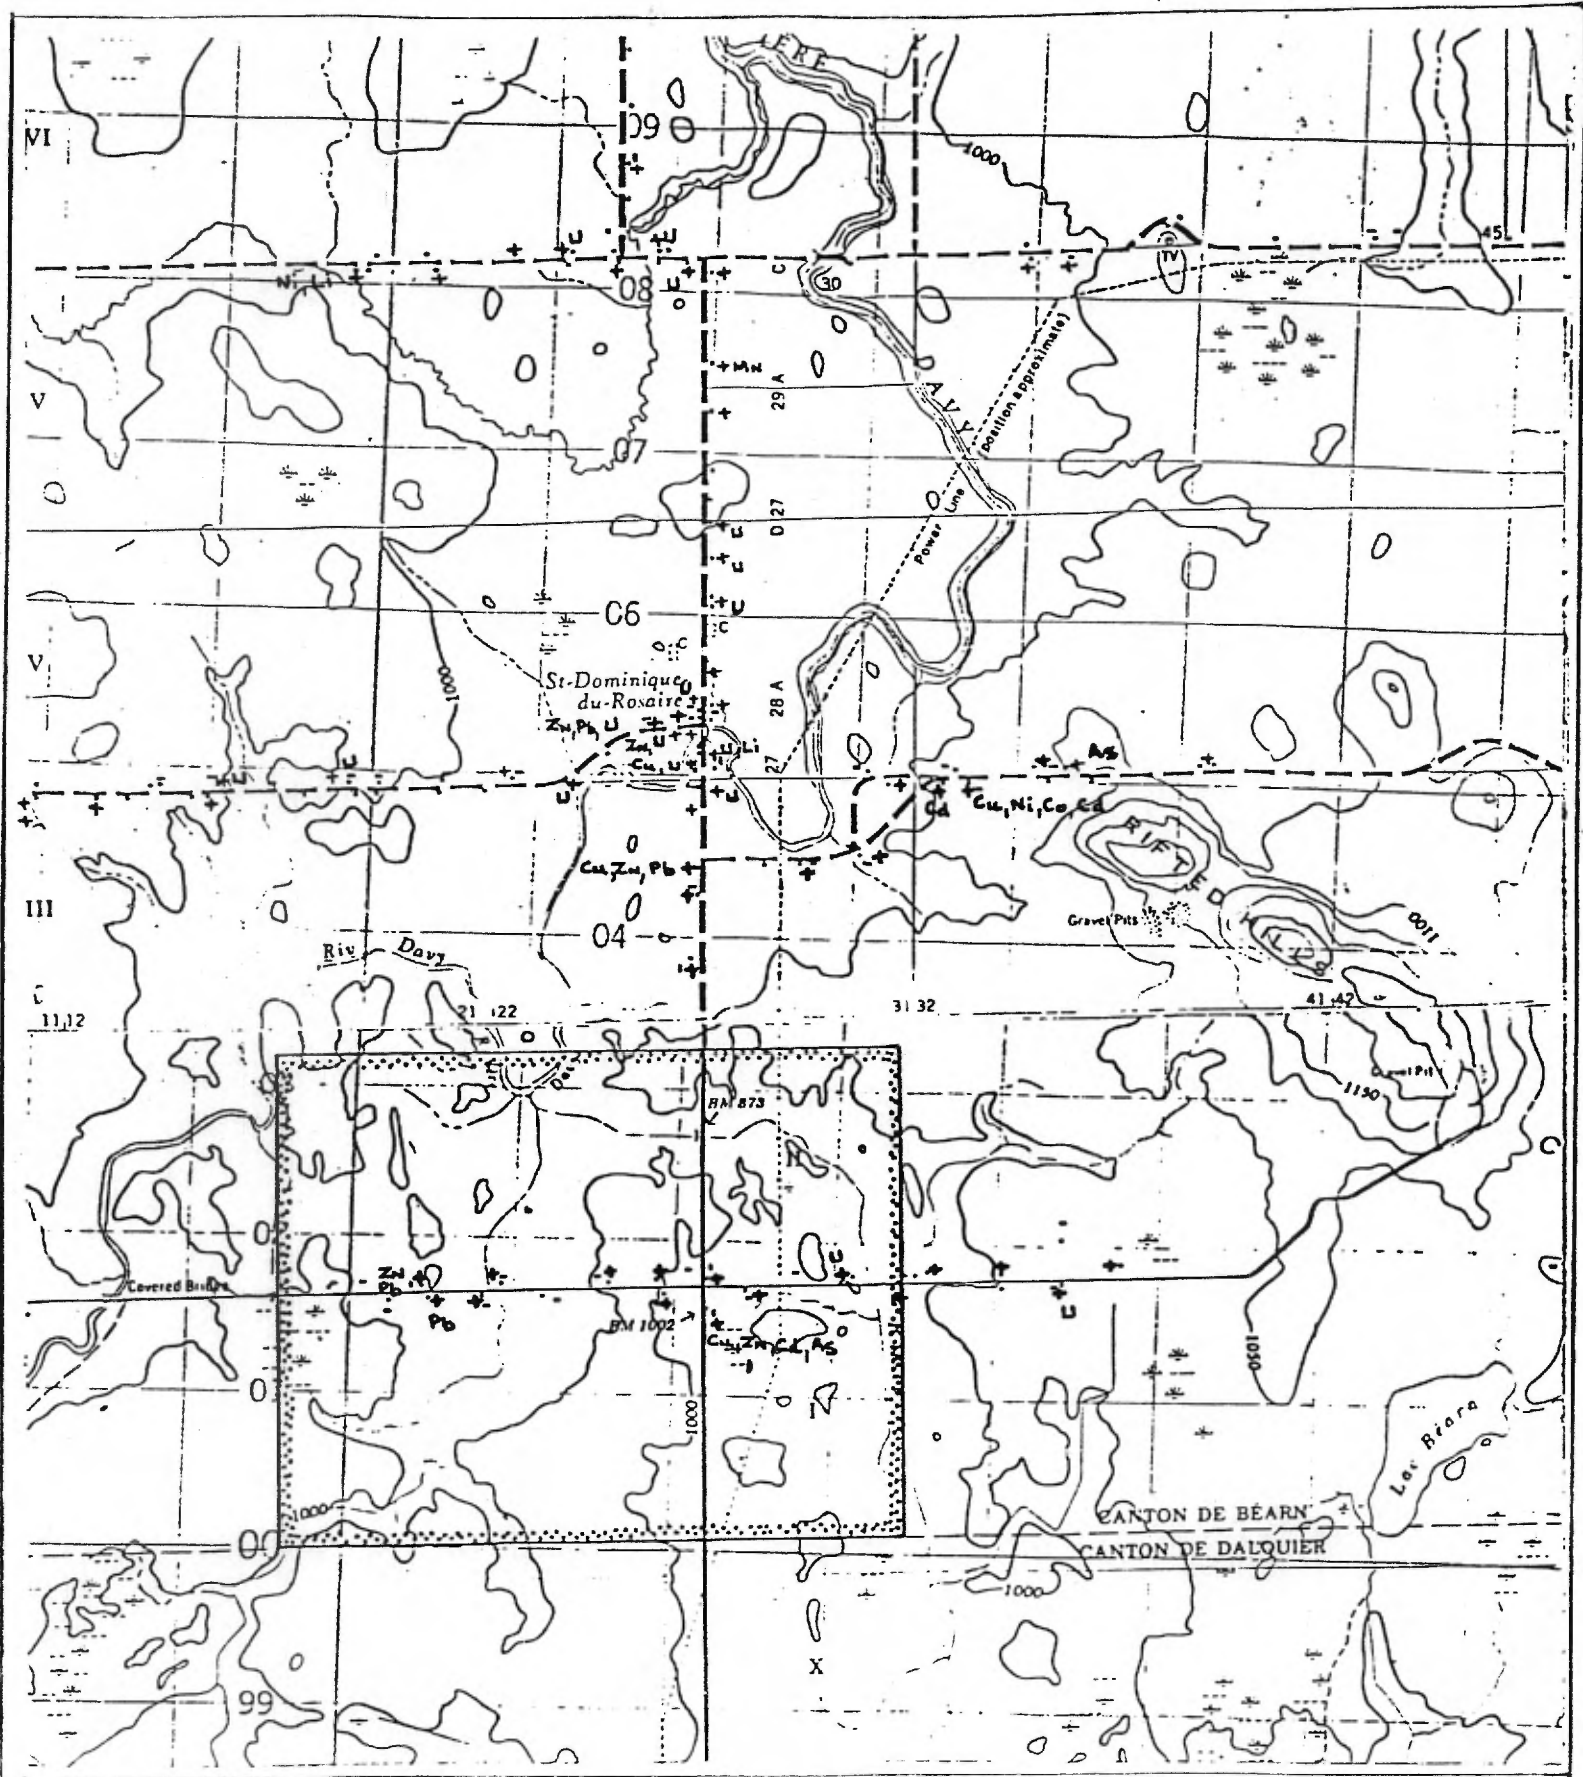 09
VI
1000
45
U
U
TV
Ni, Li
U
08
C
30
Mn
29 A
V
Power Line (position approximate)
07
D 27
U
U
06
U
C
C
V
1000
St-Dominique
du-Rosaire
28 A
Zn, Pb, U
Zn, U
U, Li
Cu, U
27
As
U
U
U
U
Cd
Cu, Ni, Co, Cd
RIFTED HILLS
Cu, Zn, Pb
III
Gravel Pits
1100
04
Riv Davy
11,12
21 22
31 32
41 42
Gravel Pit
1150
BM 873
H
C
Zn
Pb
U
Covered Bridge
Pb
U
BM 1002
Cu, Zn, Cd, As
1050
0
1000
Lac Béarn
1000
CANTON DE BÉARN
00
CANTON DE DALQUIER
1000
X
99